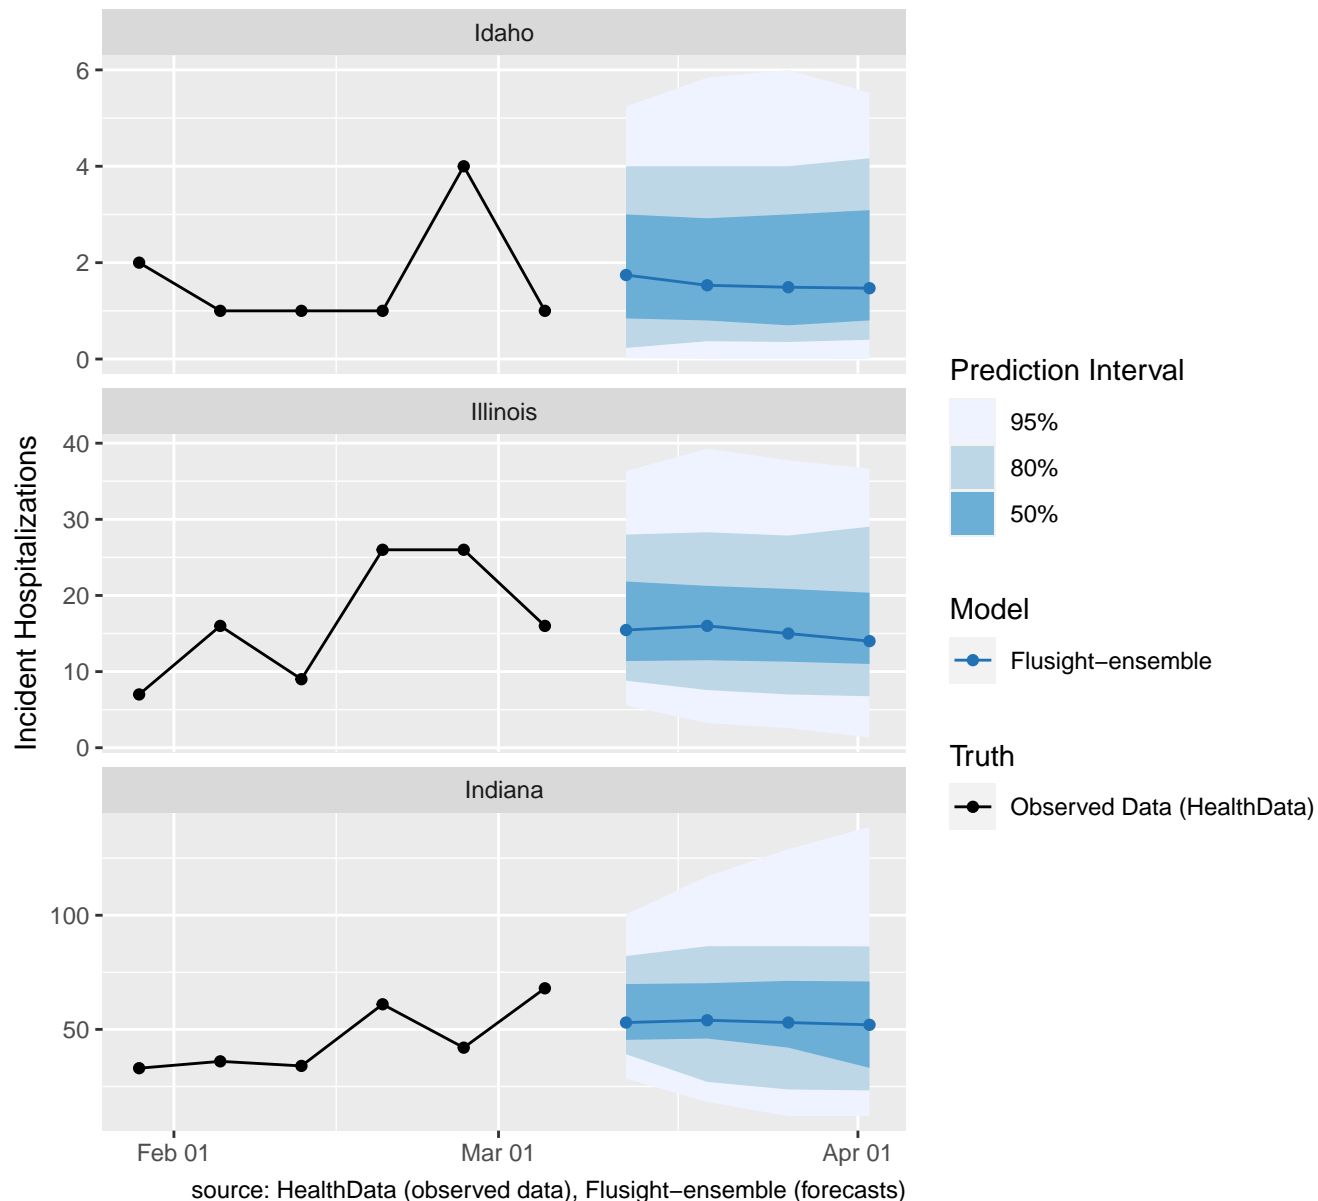 Idaho
6
4
2
0
Illinois
40
30
20
10
0
Indiana
100
50
Feb 01
Mar 01
Apr 01
Incident Hospitalizations
source: HealthData (observed data), Flusight−ensemble (forecasts)
Prediction Interval
95%
80%
50%
Model
Flusight−ensemble
Truth
Observed Data (HealthData)